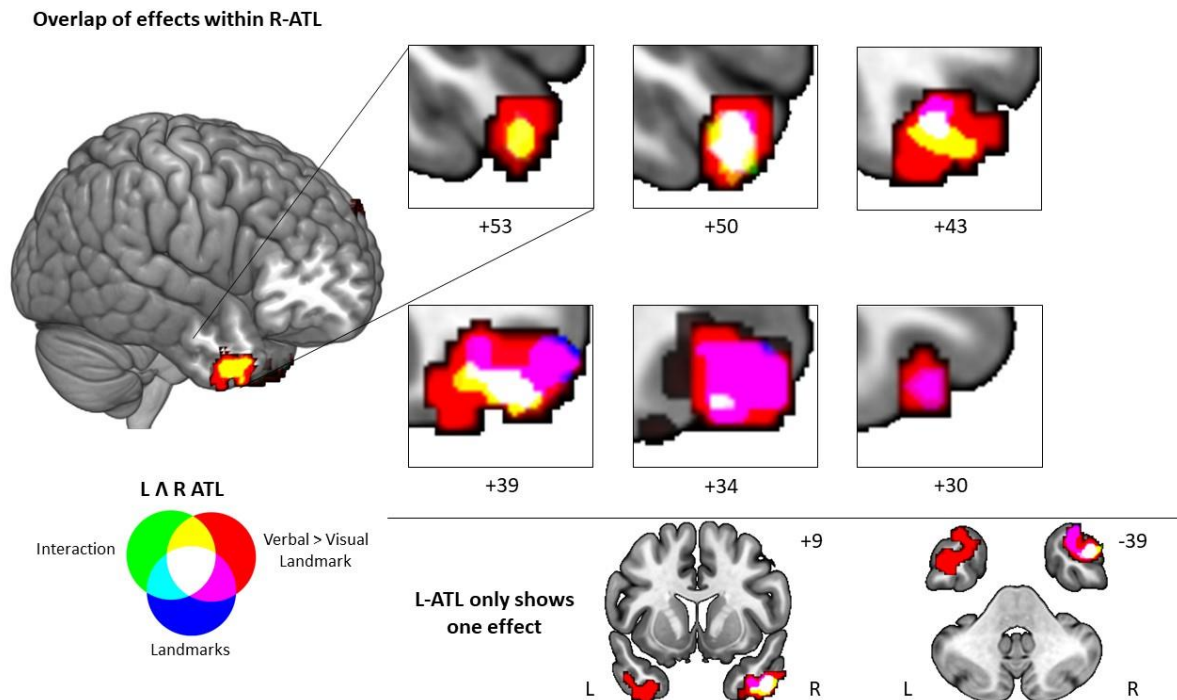 Overlap of effects within R-ATL
+53
+50
+43
+39
+34
+30
L Λ R ATL
Interaction
Verbal > Visual
Landmark
Landmarks
L-ATL only shows
one effect
+9
L
R
-39
L
R